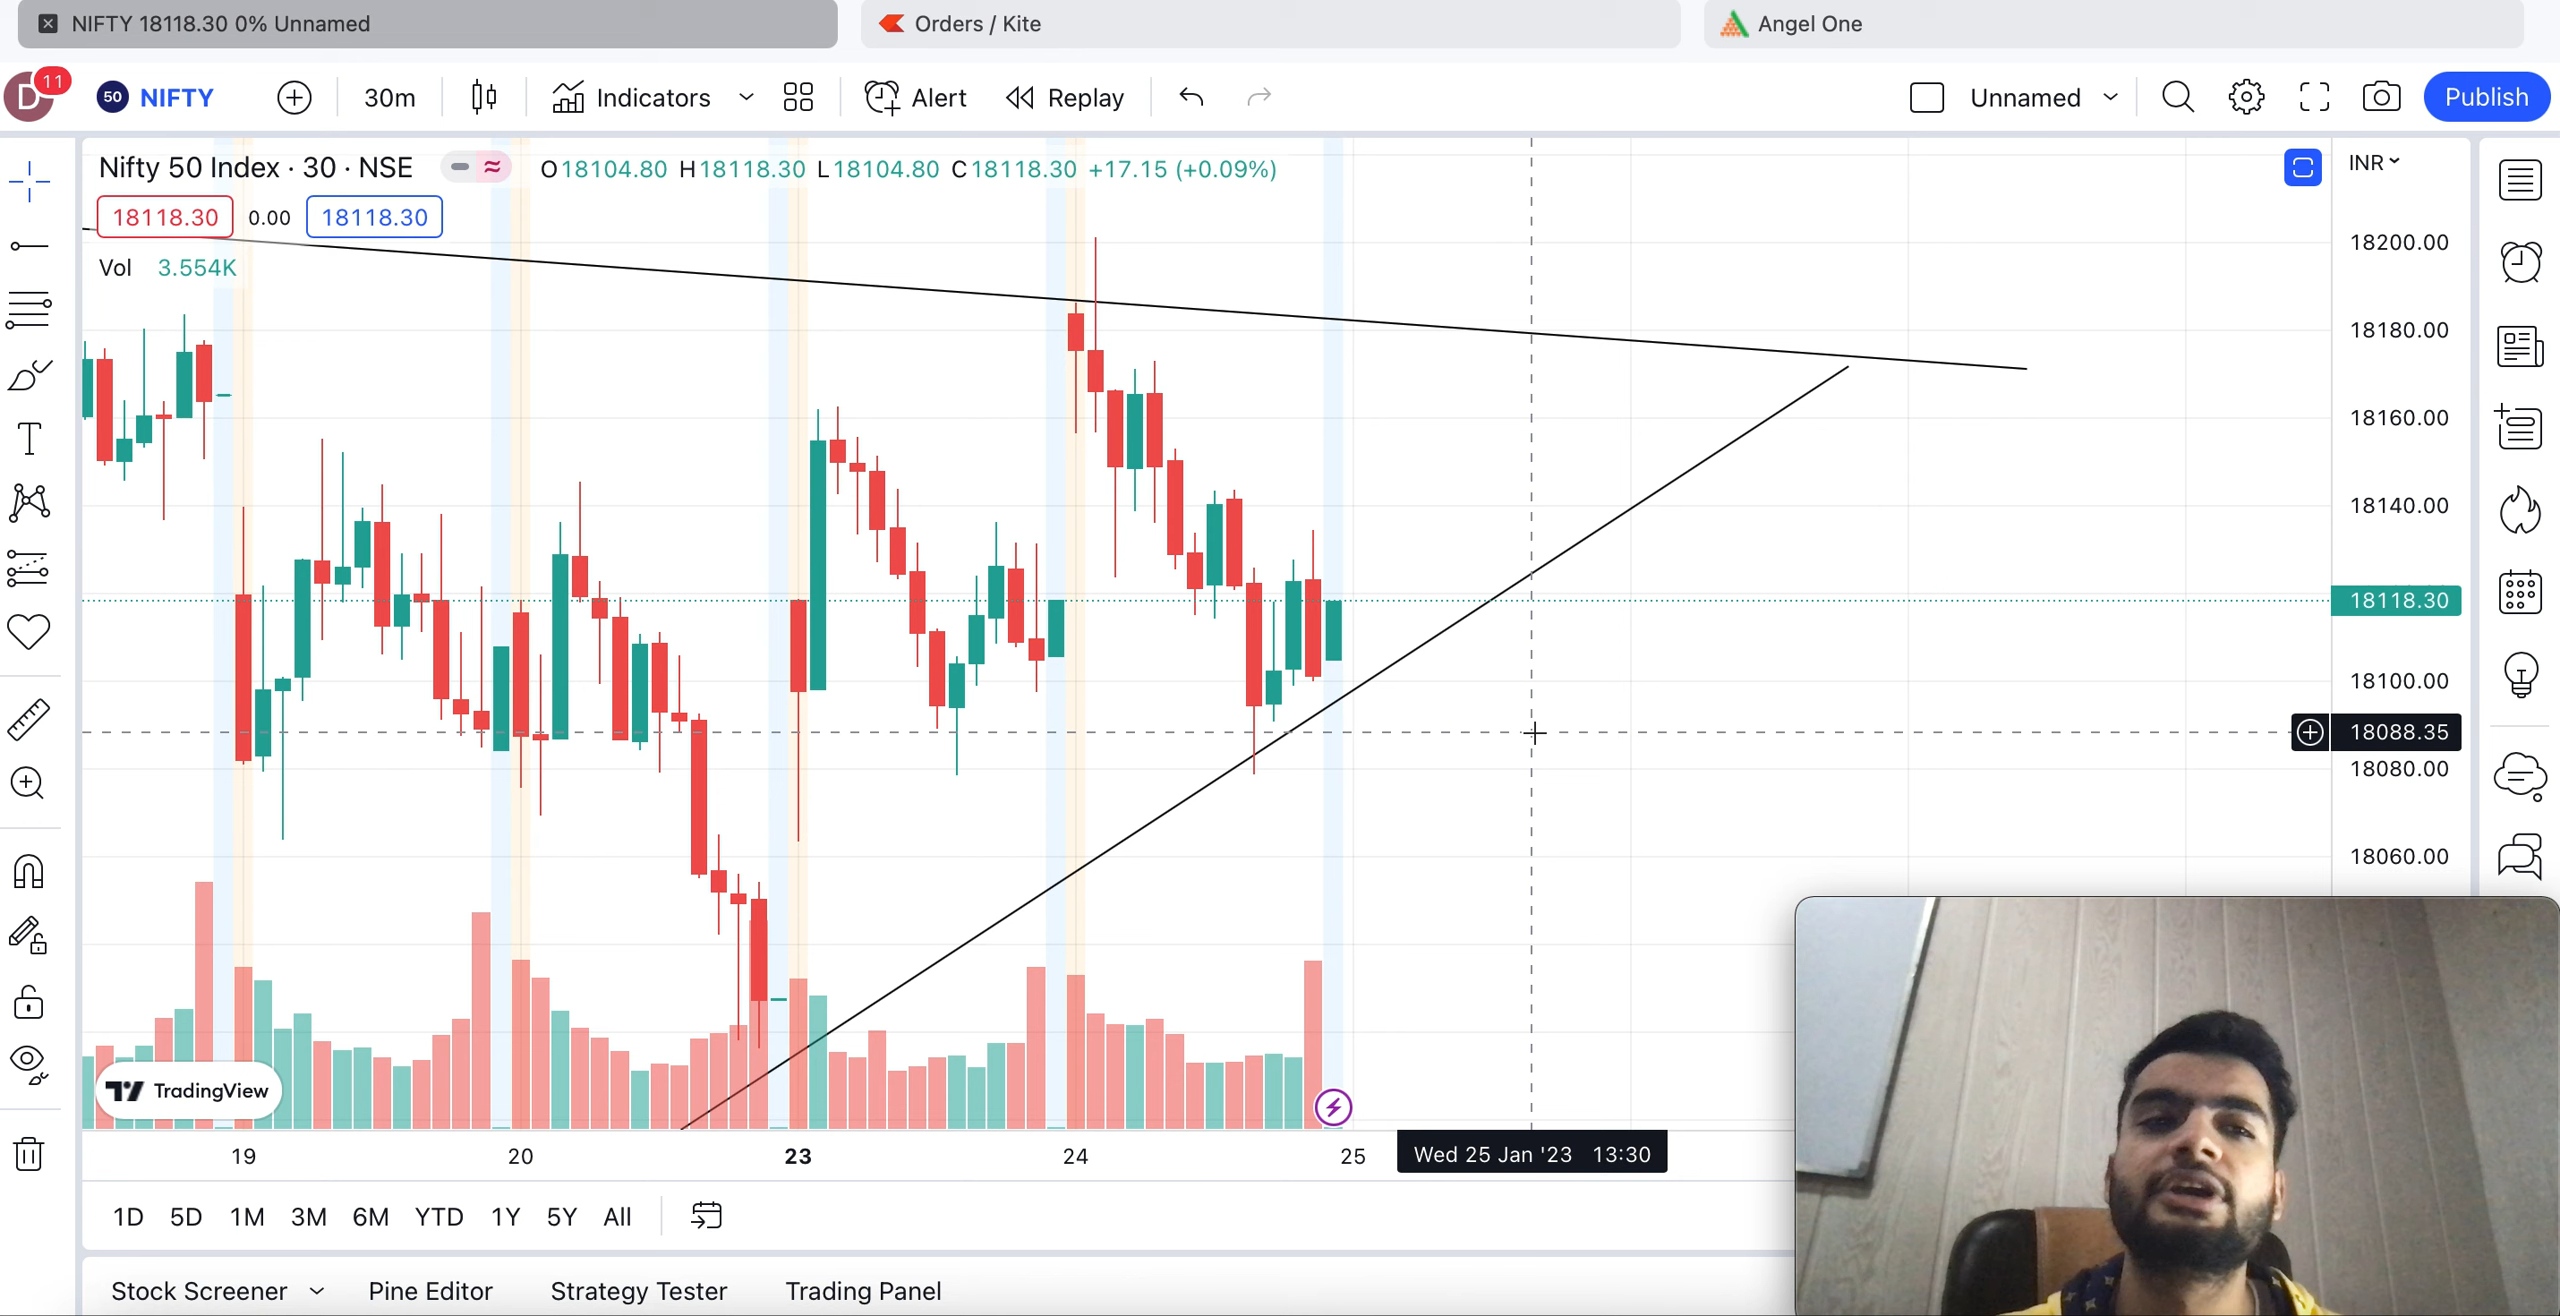 NIFTY 18118.30 0% Unnamed
Orders / Kite
Angel One
D 11
50 NIFTY 30m Indicators Alert Replay Unnamed Publish
Nifty 50 Index · 30 · NSE O18104.80 H18118.30 L18104.80 C18118.30 +17.15 (+0.09%)
INR
18118.30 0.00 18118.30
Vol 3.554K
18200.00
18180.00
18160.00
18140.00
18118.30
18100.00
18088.35
18080.00
18060.00
TradingView
19 20 23 24 25 Wed 25 Jan '23 13:30
1D 5D 1M 3M 6M YTD 1Y 5Y All
Stock Screener Pine Editor Strategy Tester Trading Panel